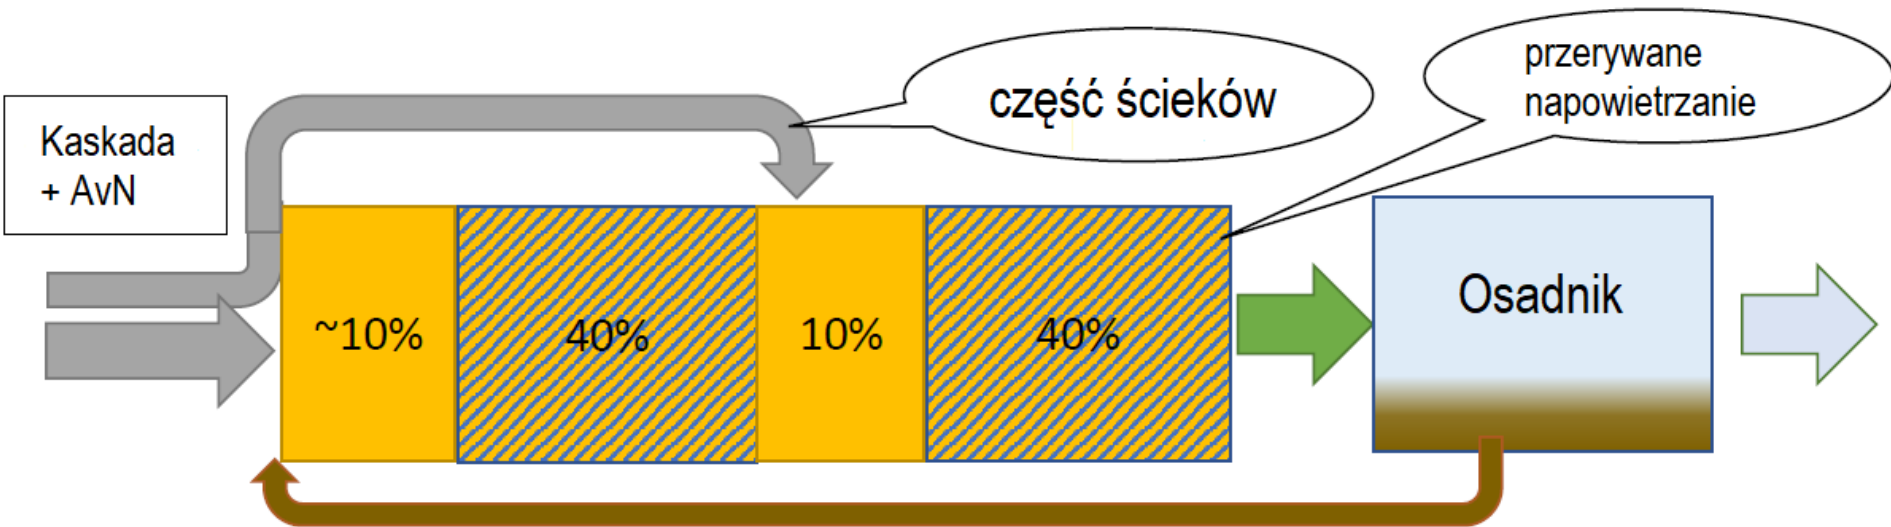 Kaskada
+ AvN
część ścieków
przerywane
napowietrzanie
~10%
40%
10%
40%
Osadnik